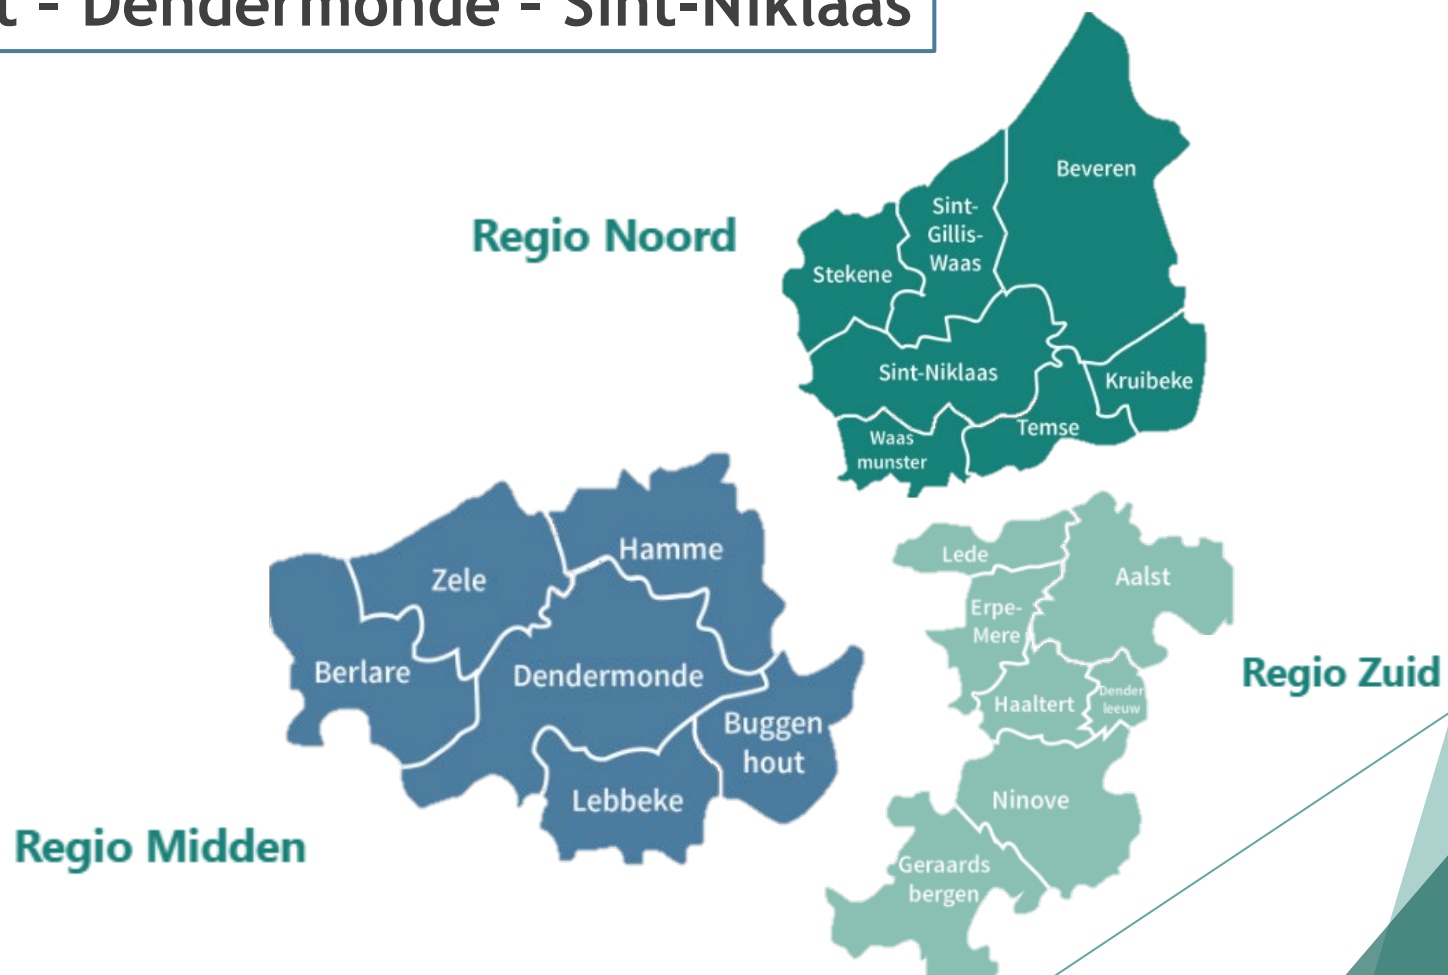 t - Dendermonde - Sint-Niklaas
Regio Noord
Beveren
Sint-
Gillis-
Waas
Stekene
Sint-Niklaas
Kruibeke
Temse
Waas
munster
Regio Midden
Hamme
Zele
Berlare
Dendermonde
Buggen
hout
Lebbeke
Regio Zuid
Lede
Aalst
Erpe-
Mere
Haaltert
Dender
leeuw
Ninove
Geraards
bergen